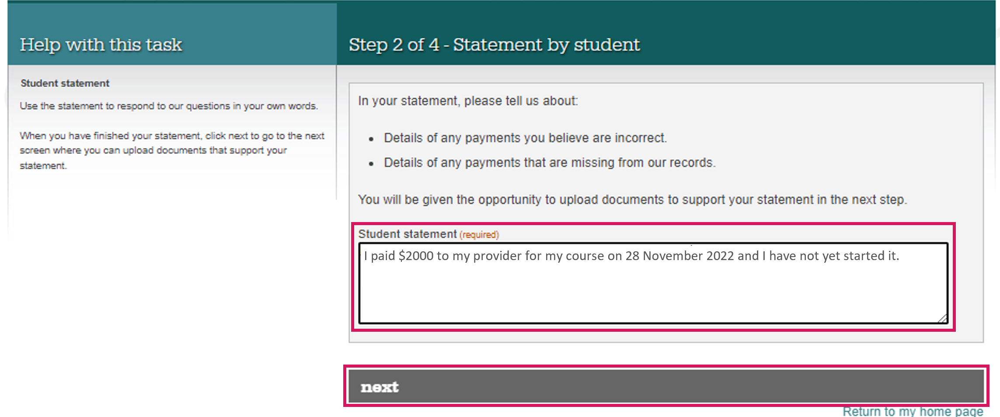 Help with this task
Student statement
Use the statement to respond to our questions in your own words.
When you have finished your statement, click next to go to the next
screen where you can upload documents that support your
statement.
Step 2 of 4 - Statement by student
In your statement, please tell us about:
• Details of any payments you believe are incorrect.
• Details of any payments that are missing from our records.
You will be given the opportunity to upload documents to support your statement in the next step.
Student statement (required)
I paid $2000 to my provider for my course on 28 November 2022 and I have not yet started it.
next
Return to my home page